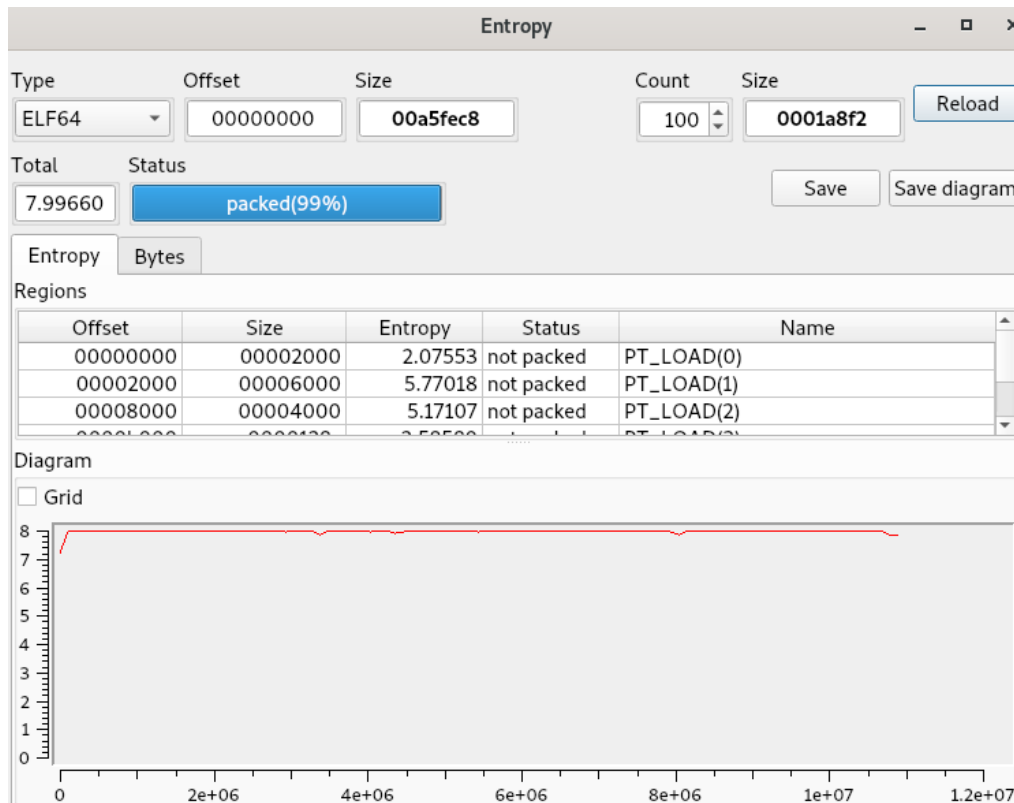 Entropy
Type Offset Size Count Size
ELF64 00000000 00a5fec8 100 0001a8f2 Reload
Total Status
7.99660 packed(99%) Save Save diagram
Entropy Bytes
Regions
Offset Size Entropy Status Name
00000000 00002000 2.07553 not packed PT_LOAD(0)
00002000 00006000 5.77018 not packed PT_LOAD(1)
00008000 00004000 5.17107 not packed PT_LOAD(2)
Diagram
Grid
8
7
6
5
4
3
2
1
0
0 2e+06 4e+06 6e+06 8e+06 1e+07 1.2e+07